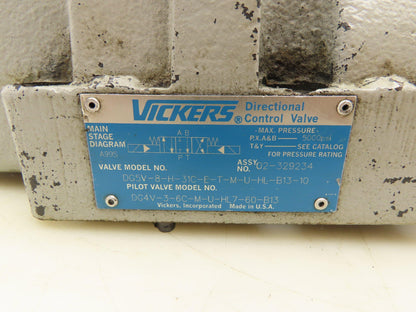 VICKERS® Directional Control Valve
MAIN STAGE DIAGRAM
A B
P T
A99S
-MAX. PRESSURE-
P,X,A&B — 5000psi
T&Y — SEE CATALOG
FOR PRESSURE RATING
VALVE MODEL NO.
ASSY. NO. 02-329234
DG5V-8-H-31C-E-T-M-U-HL-B13-10
PILOT VALVE MODEL NO.
DG4V-3-6C-M-U-HL7-60-B13
Vickers, Incorporated Made in U.S.A.